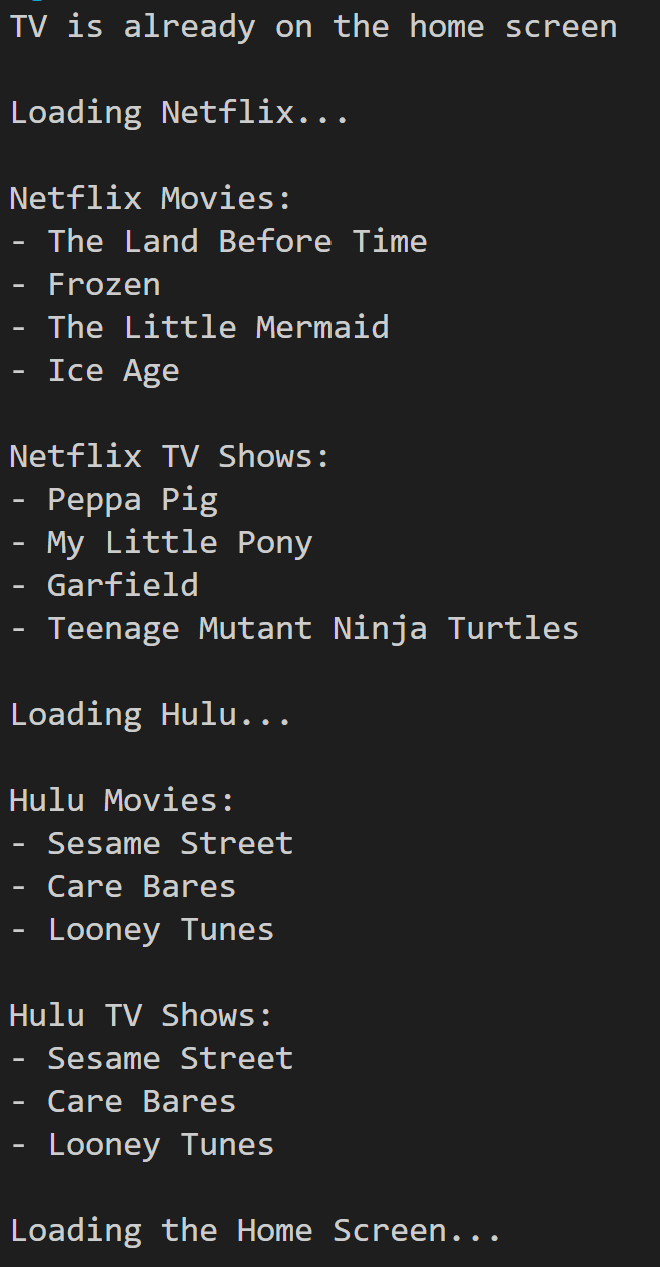 TV is already on the home screen
Loading Netflix...
Netflix Movies:
- The Land Before Time
- Frozen
- The Little Mermaid
- Ice Age
Netflix TV Shows:
- Peppa Pig
- My Little Pony
- Garfield
- Teenage Mutant Ninja Turtles
Loading Hulu...
Hulu Movies:
- Sesame Street
- Care Bares
- Looney Tunes
Hulu TV Shows:
- Sesame Street
- Care Bares
- Looney Tunes
Loading the Home Screen...